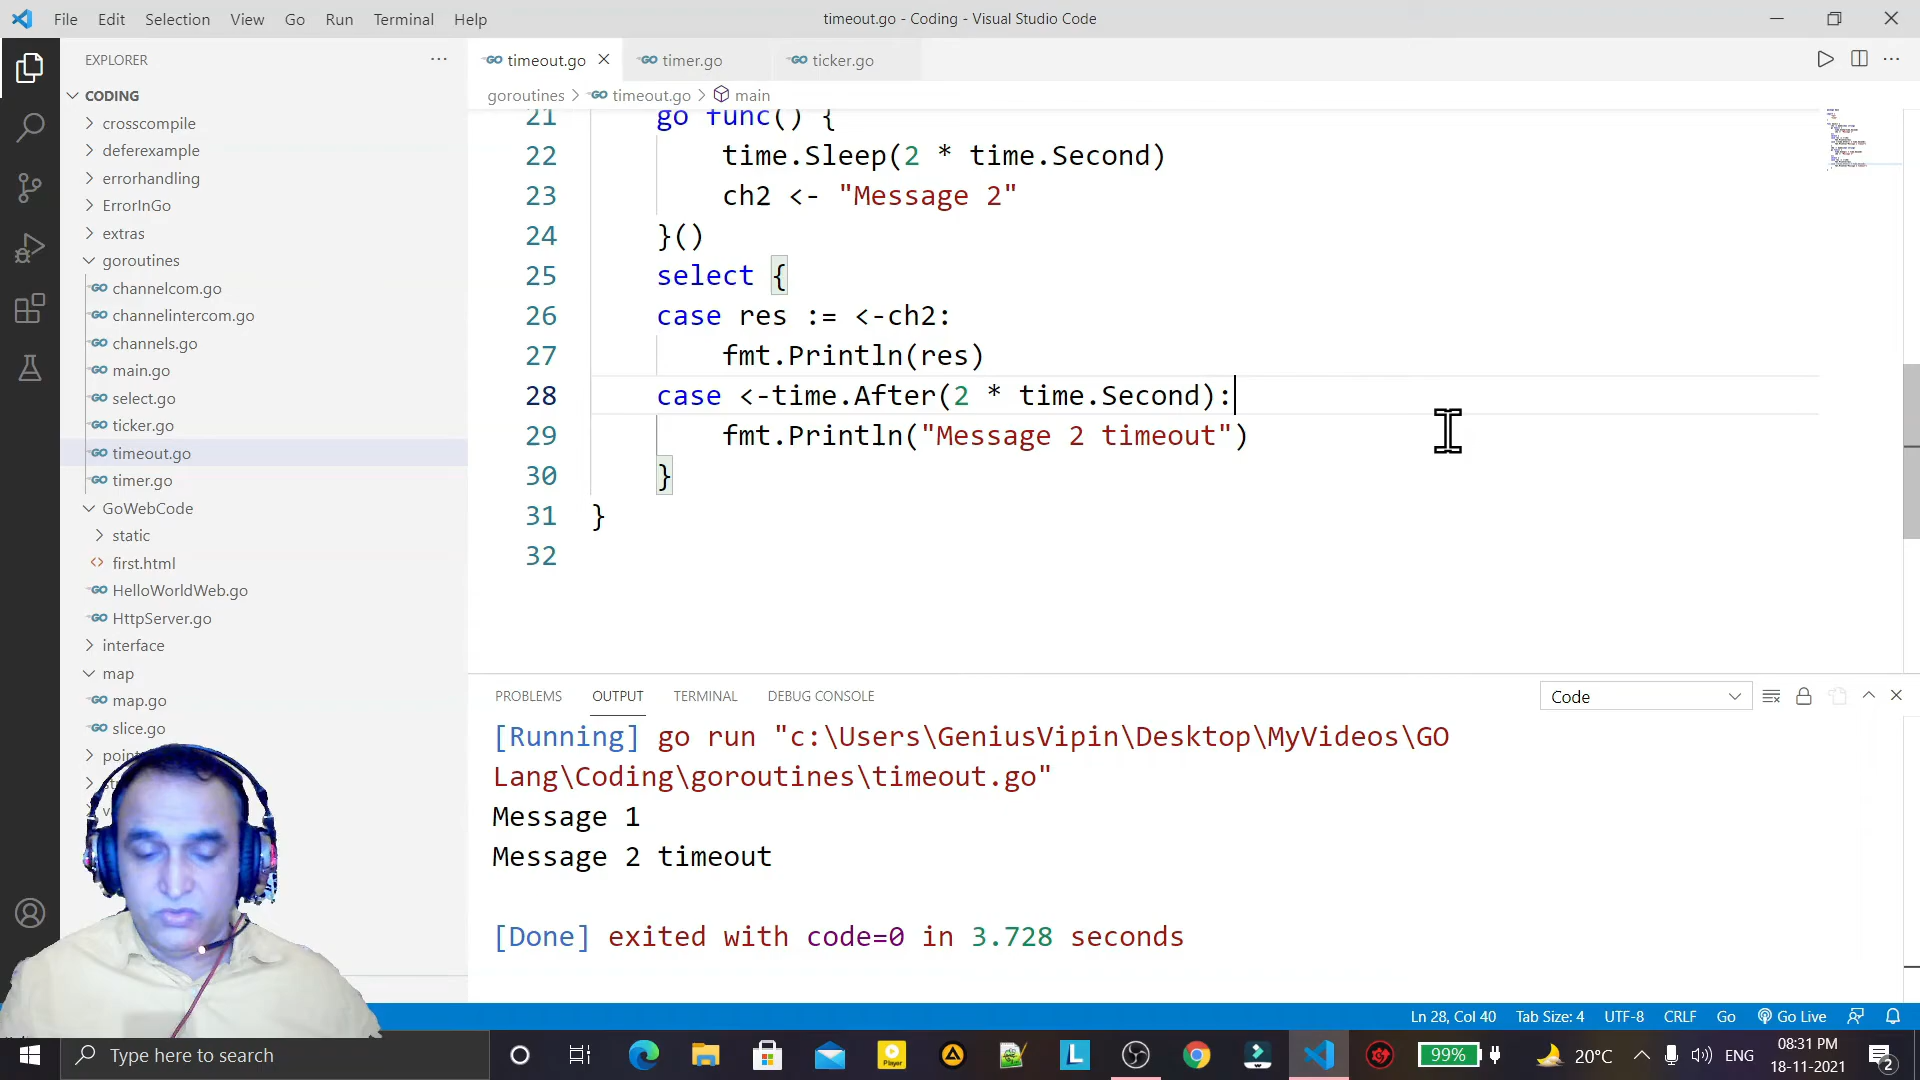 File Edit Selection View Go Run Terminal Help
timeout.go - Coding - Visual Studio Code
EXPLORER
CODING
crosscompile
deferexample
errorhandling
ErrorInGo
extras
goroutines
channelcom.go
channelintercom.go
channels.go
main.go
select.go
ticker.go
timeout.go
timer.go
GoWebCode
static
first.html
HelloWorldWeb.go
HttpServer.go
interface
map
map.go
slice.go
timeout.go
timer.go
ticker.go
goroutines > timeout.go > main
21 go func() {
22 time.Sleep(2 * time.Second)
23 ch2 <- "Message 2"
24 }()
25 select {
26 case res := <-ch2:
27 fmt.Println(res)
28 case <-time.After(2 * time.Second):
29 fmt.Println("Message 2 timeout")
30 }
31 }
32
PROBLEMS OUTPUT TERMINAL DEBUG CONSOLE
Code
[Running] go run "c:\Users\GeniusVipin\Desktop\MyVideos\GO
Lang\Coding\goroutines\timeout.go"
Message 1
Message 2 timeout
[Done] exited with code=0 in 3.728 seconds
Ln 28, Col 40 Tab Size: 4 UTF-8 CRLF Go Go Live
Type here to search
99%
20°C
ENG
08:31 PM
18-11-2021
2